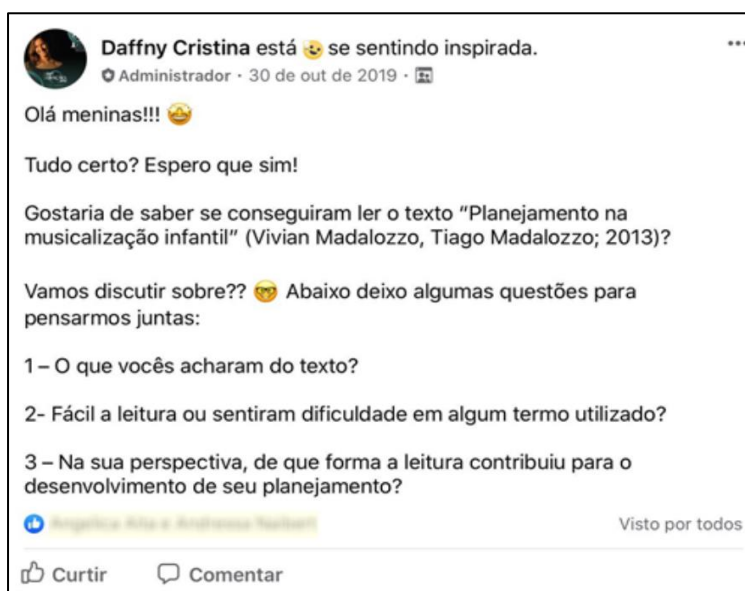 Daffny Cristina está 🤩 se sentindo inspirada.
Administrador · 30 de out de 2019 ·
Olá meninas!!! 🤩
Tudo certo? Espero que sim!
Gostaria de saber se conseguiram ler o texto “Planejamento na
musicalização infantil” (Vivian Madalozzo, Tiago Madalozzo; 2013)?
Vamos discutir sobre?? 🤓 Abaixo deixo algumas questões para
pensarmos juntas:
1 – O que vocês acharam do texto?
2- Fácil a leitura ou sentiram dificuldade em algum termo utilizado?
3 – Na sua perspectiva, de que forma a leitura contribuiu para o
desenvolvimento de seu planejamento?
Visto por todos
Curtir Comentar